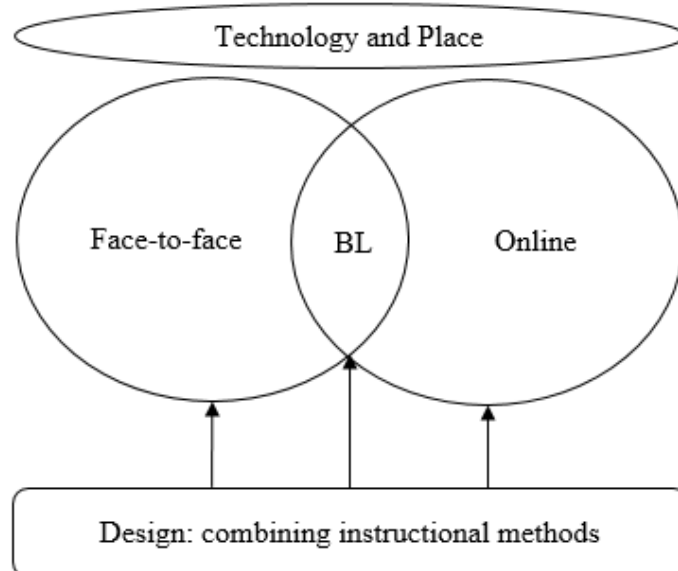 Technology and Place
Face-to-face
BL
Online
Design: combining instructional methods